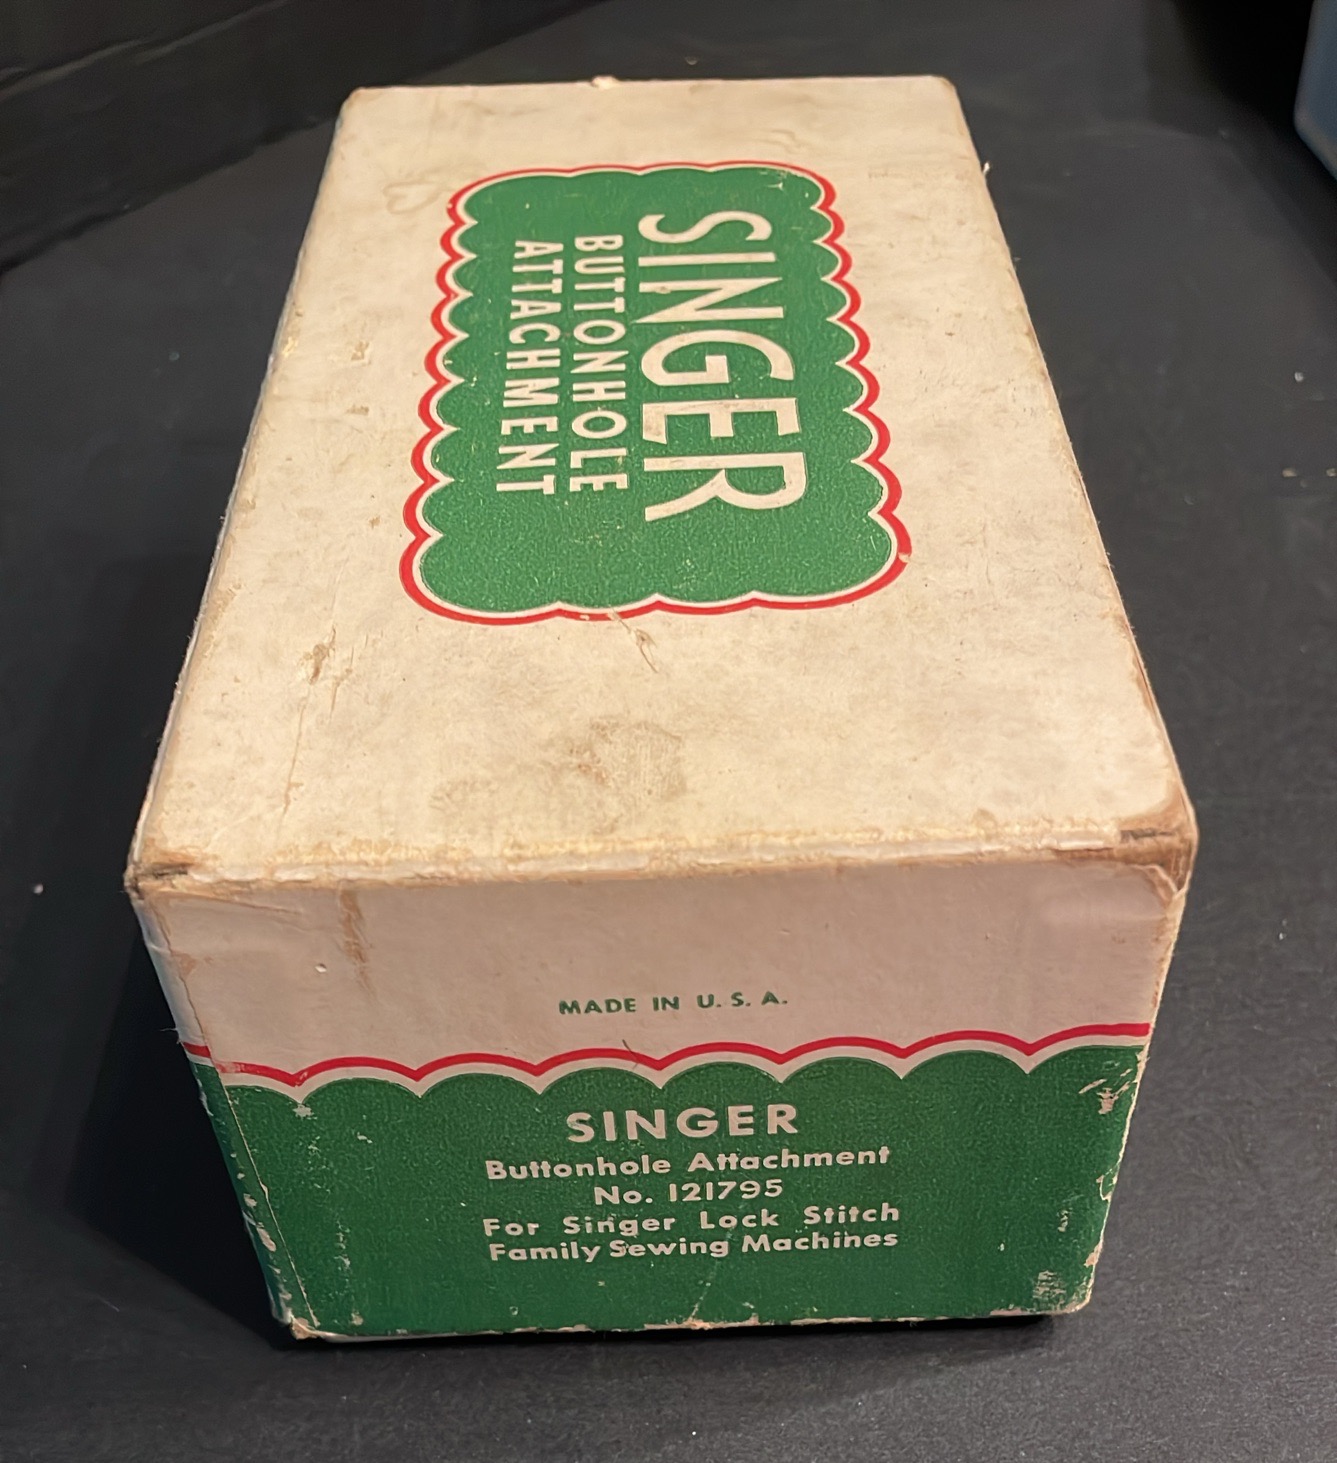 SINGER
BUTTONHOLE
ATTACHMENT
MADE IN U. S. A.
SINGER
Buttonhole Attachment
No. 121795
For Singer Lock Stitch
Family Sewing Machines